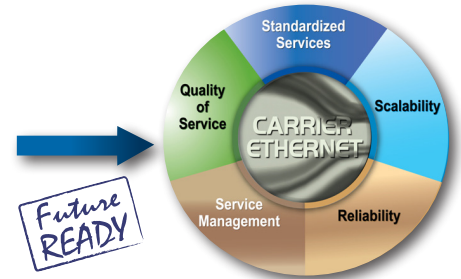 Standardized
Services
Quality
of
Service
Scalability
CARRIER
ETHERNET
Service
Management
Reliability
Future
READY